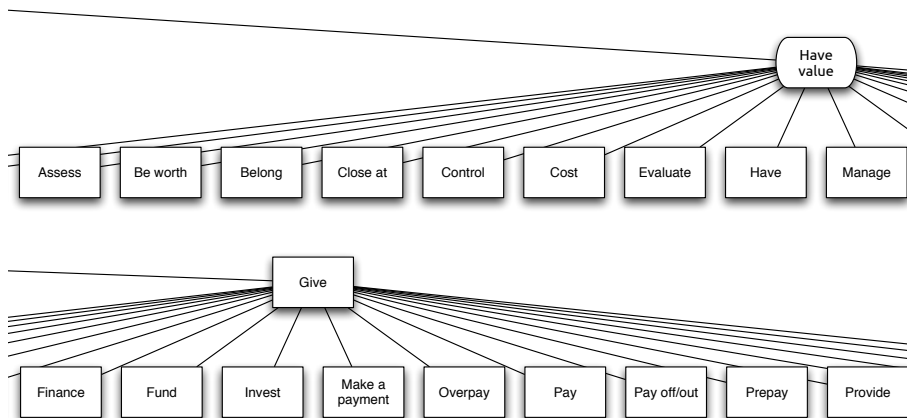 Have
value
Assess
Be worth
Belong
Close at
Control
Cost
Evaluate
Have
Manage
Give
Finance
Fund
Invest
Make a
payment
Overpay
Pay
Pay off/out
Prepay
Provide